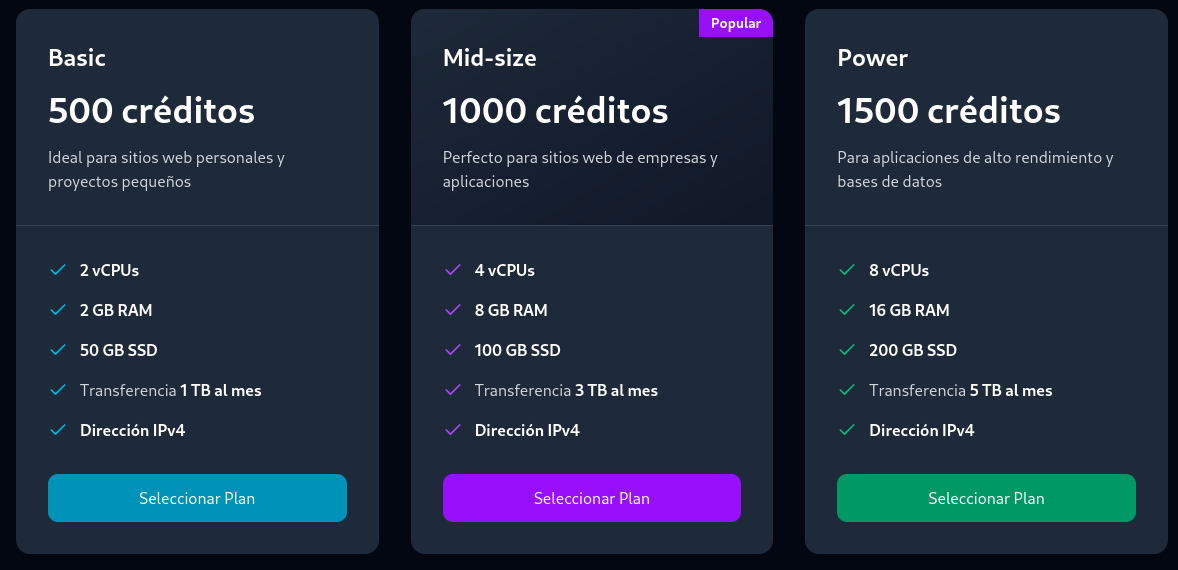 Basic
500 créditos
Ideal para sitios web personales y
proyectos pequeños
2 vCPUs
2 GB RAM
50 GB SSD
Transferencia 1 TB al mes
Dirección IPv4
Seleccionar Plan
Popular
Mid-size
1000 créditos
Perfecto para sitios web de empresas y
aplicaciones
4 vCPUs
8 GB RAM
100 GB SSD
Transferencia 3 TB al mes
Dirección IPv4
Seleccionar Plan
Power
1500 créditos
Para aplicaciones de alto rendimiento y
bases de datos
8 vCPUs
16 GB RAM
200 GB SSD
Transferencia 5 TB al mes
Dirección IPv4
Seleccionar Plan